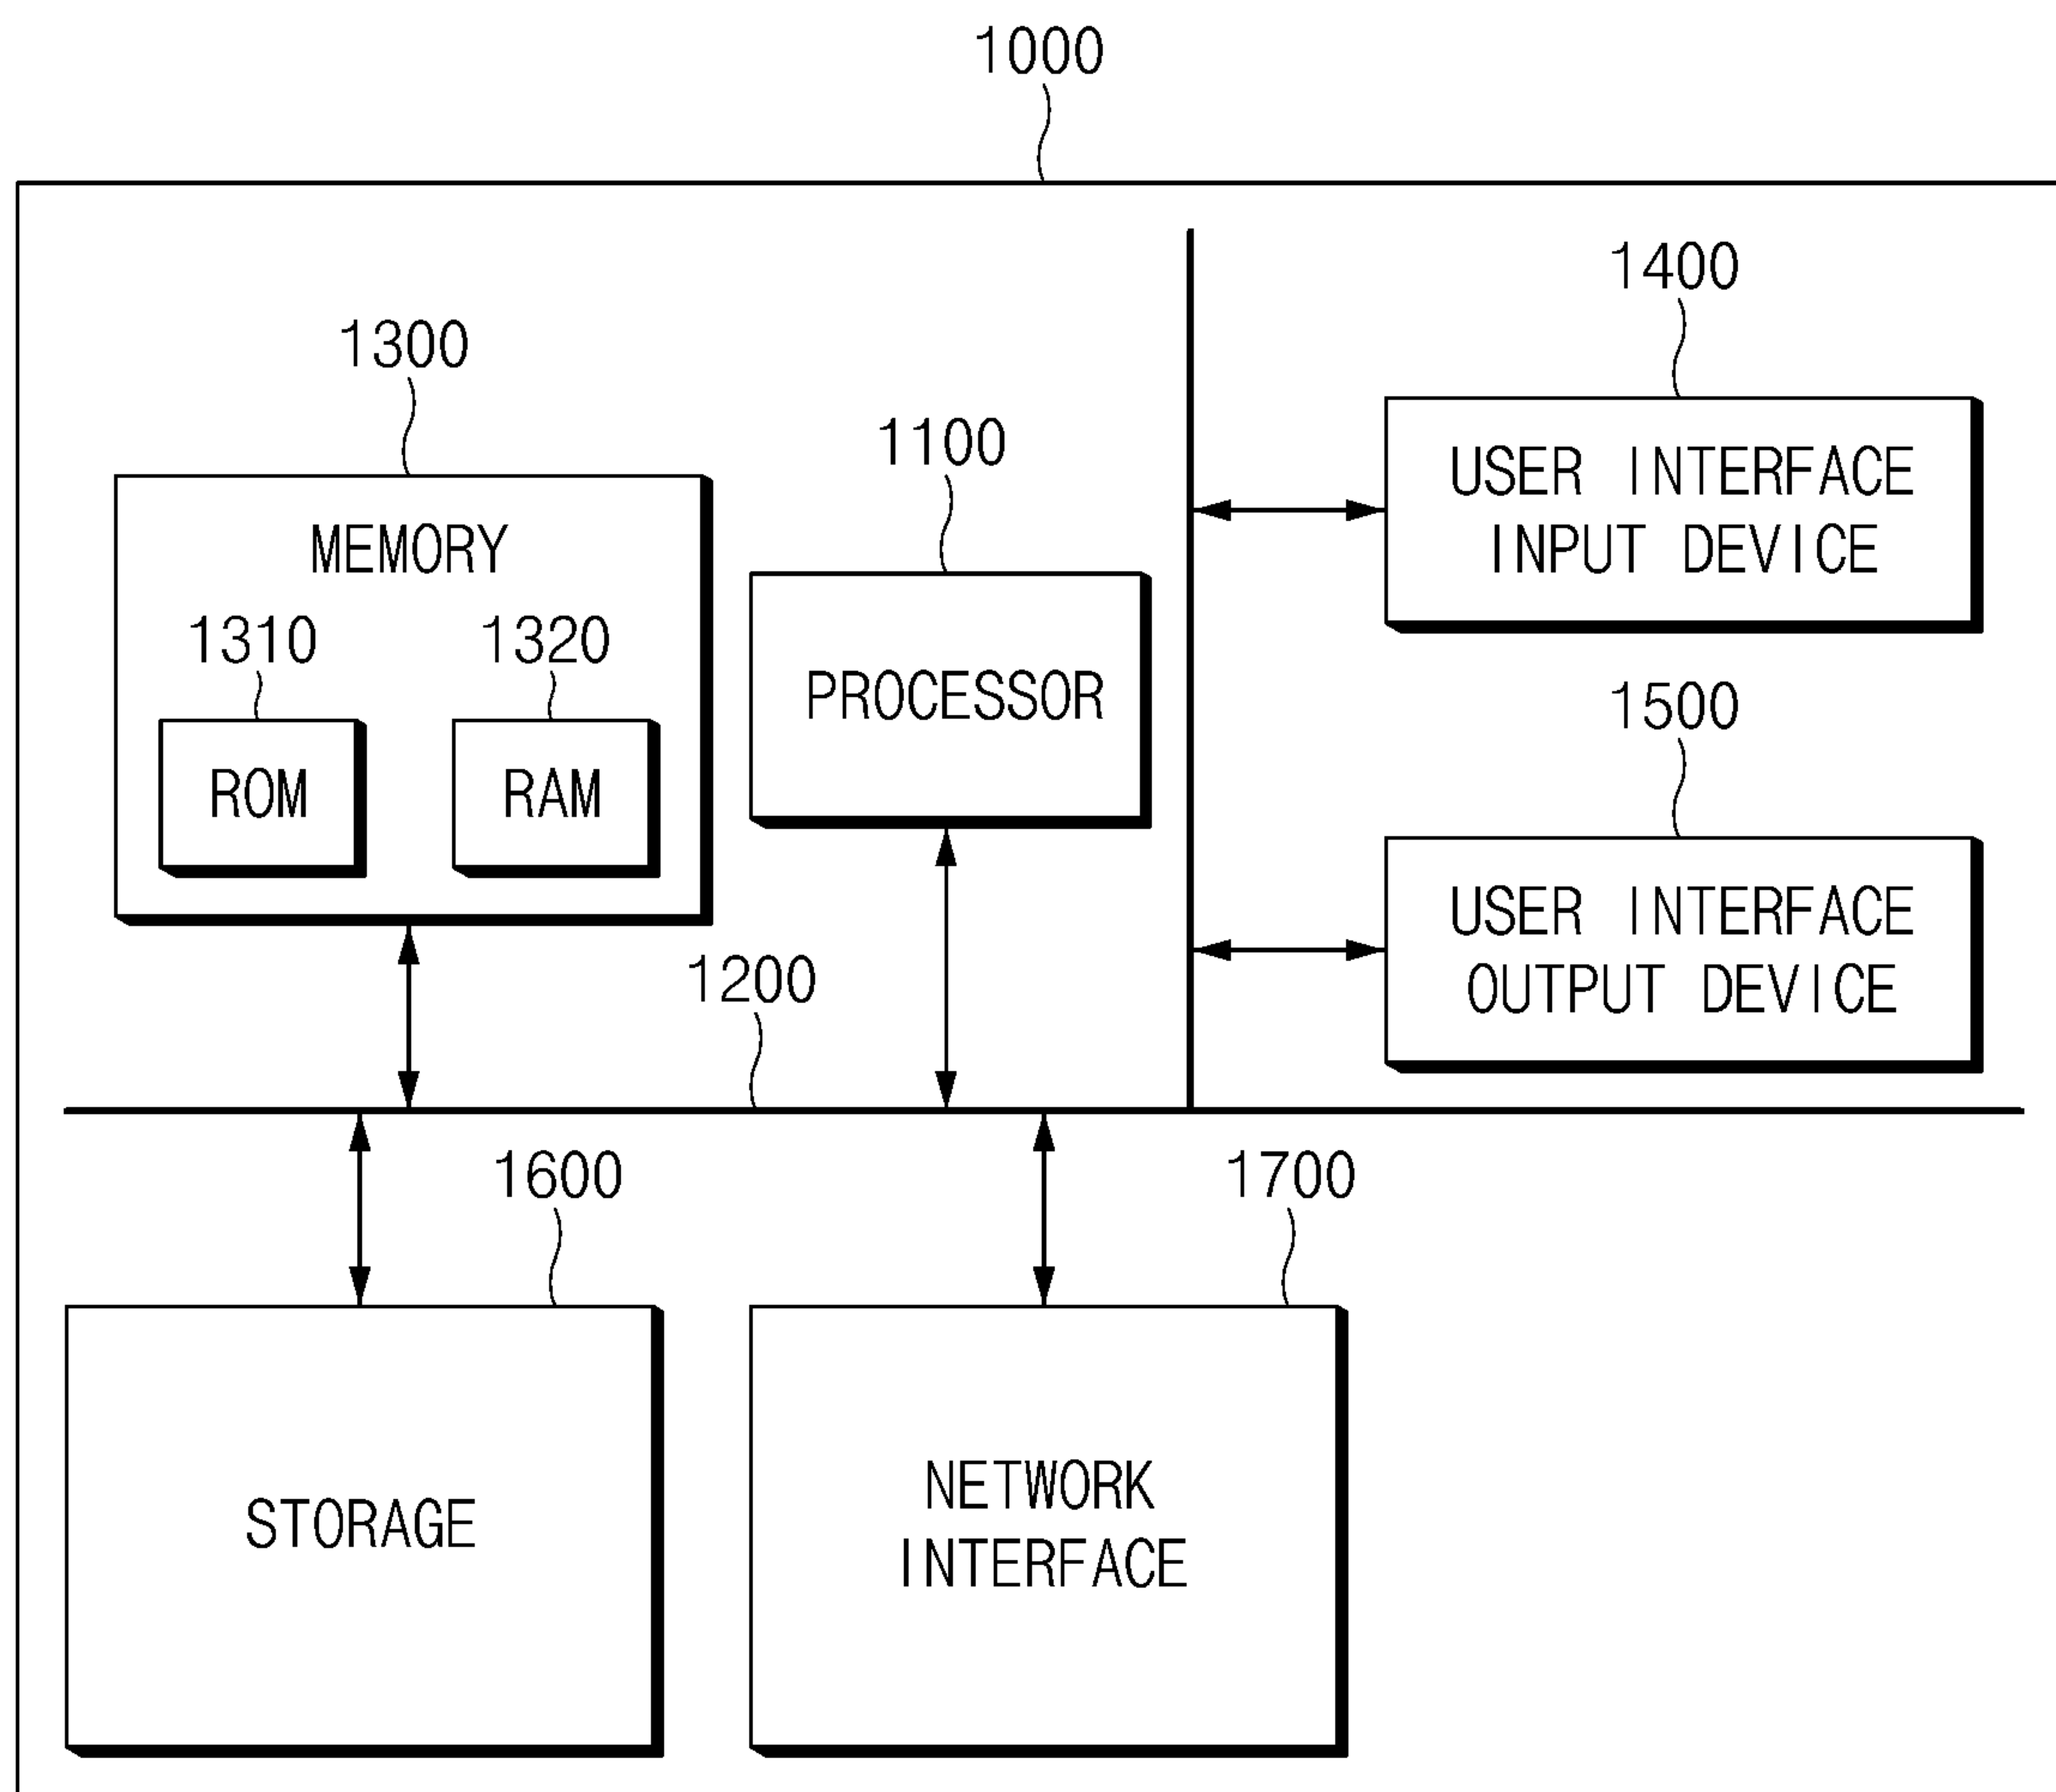 1000
1400
1300
1100
USER INTERFACE
INPUT DEVICE
MEMORY
1310
1320
PROCESSOR
1500
ROM
RAM
USER INTERFACE
OUTPUT DEVICE
1200
1600
1700
STORAGE
NETWORK
INTERFACE